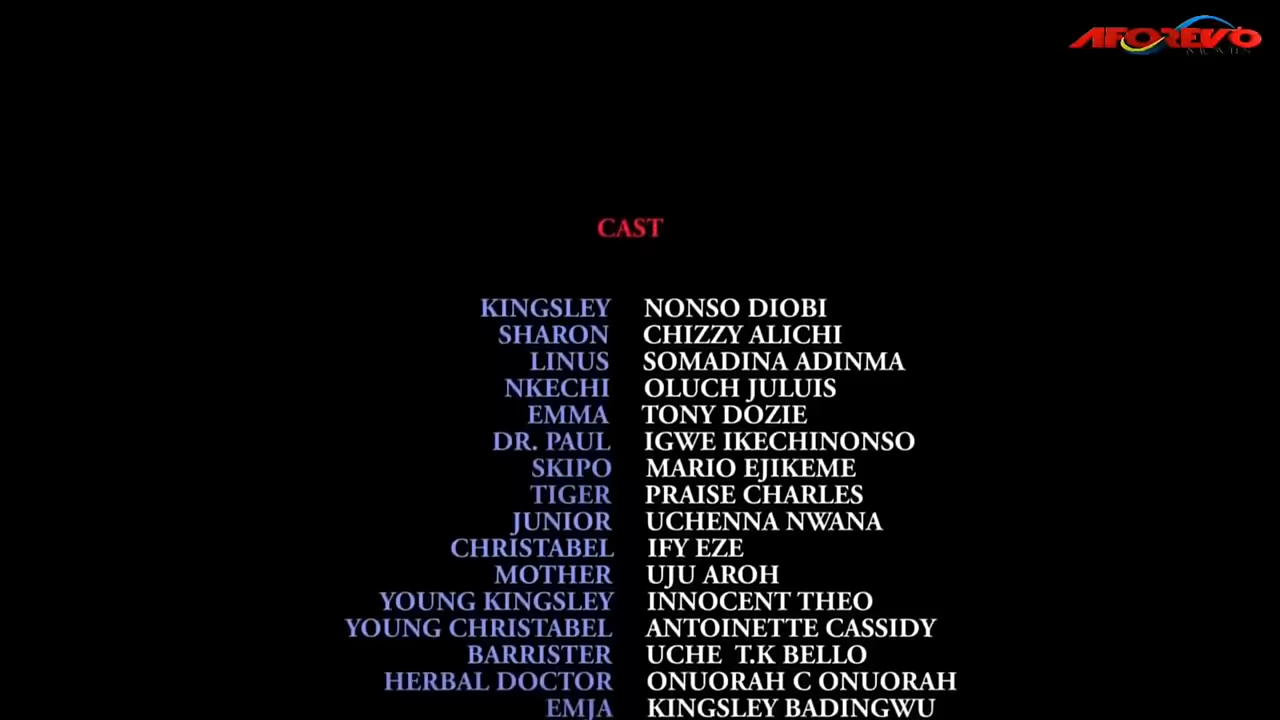 AFOREVO
CAST
KINGSLEY NONSO DIOBI
SHARON CHIZZY ALICHI
LINUS SOMADINA ADINMA
NKECHI OLUCH JULUIS
EMMA TONY DOZIE
DR. PAUL IGWE IKECHINONSO
SKIPO MARIO EJIKEME
TIGER PRAISE CHARLES
JUNIOR UCHENNA NWANA
CHRISTABEL IFY EZE
MOTHER UJU AROH
YOUNG KINGSLEY INNOCENT THEO
YOUNG CHRISTABEL ANTOINETTE CASSIDY
BARRISTER UCHE T.K BELLO
HERBAL DOCTOR ONUORAH C ONUORAH
EMJA KINGSLEY BADINGWU